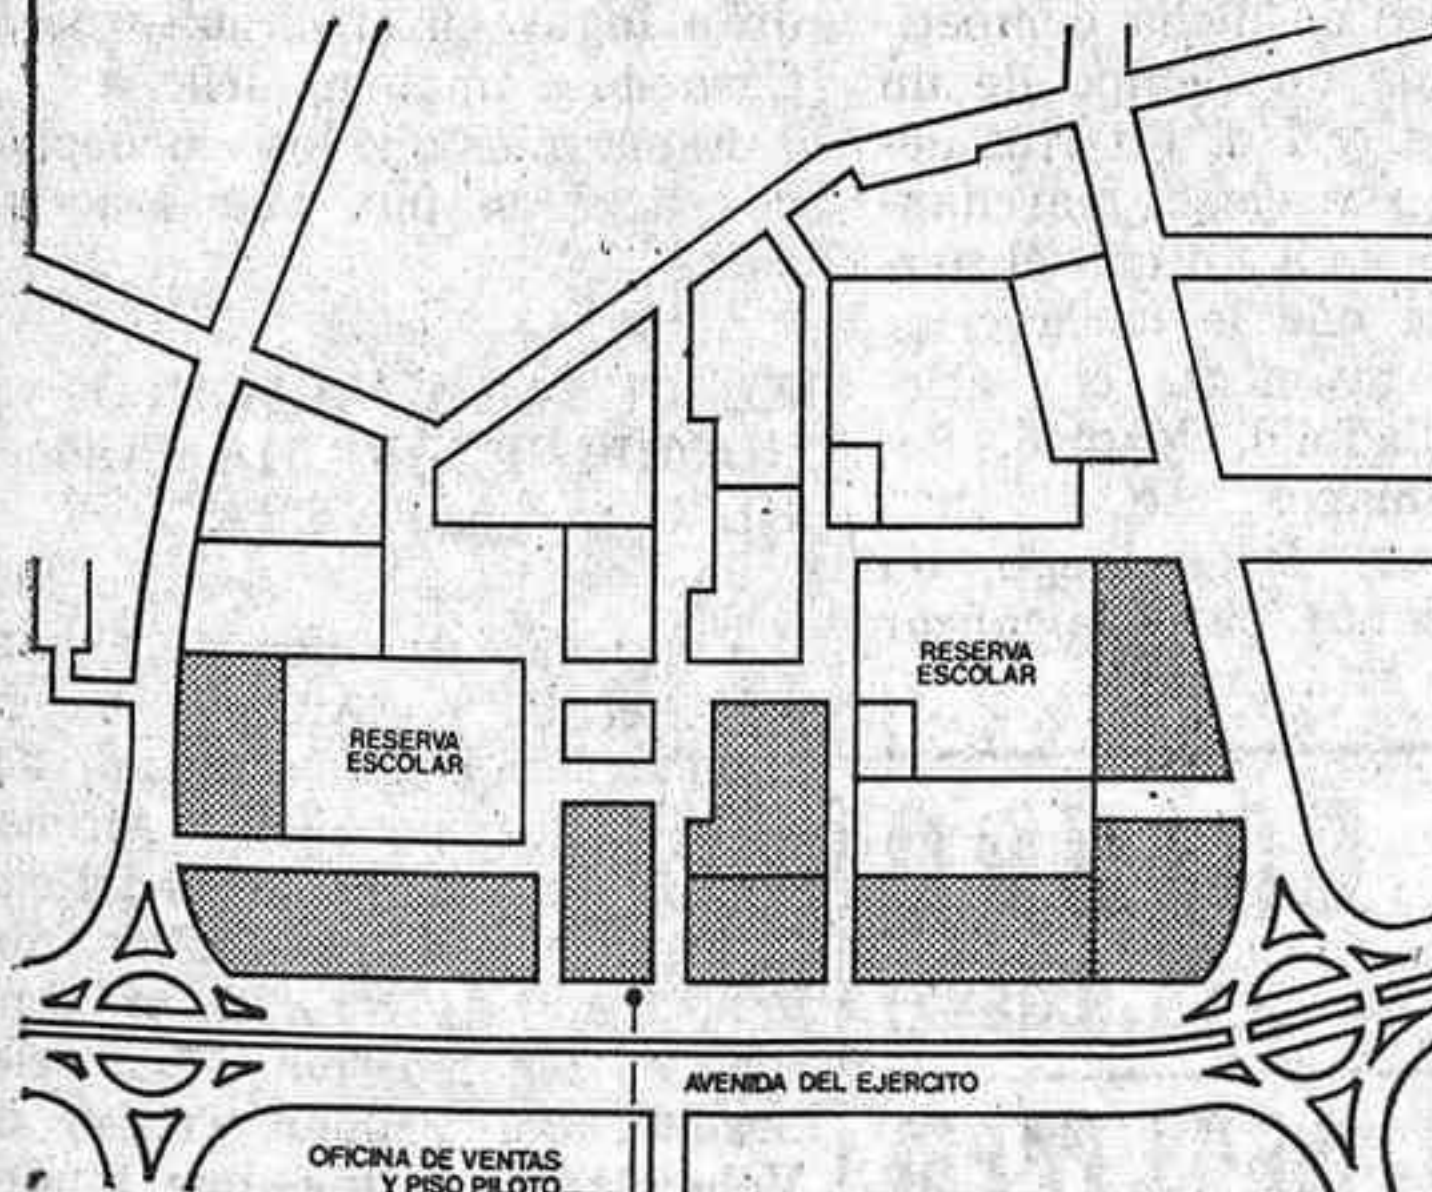 RESERVA
ESCOLAR
RESERVA
ESCOLAR
AVENIDA DEL EJERCITO
OFICINA DE VENTAS
Y PISO PILOTO